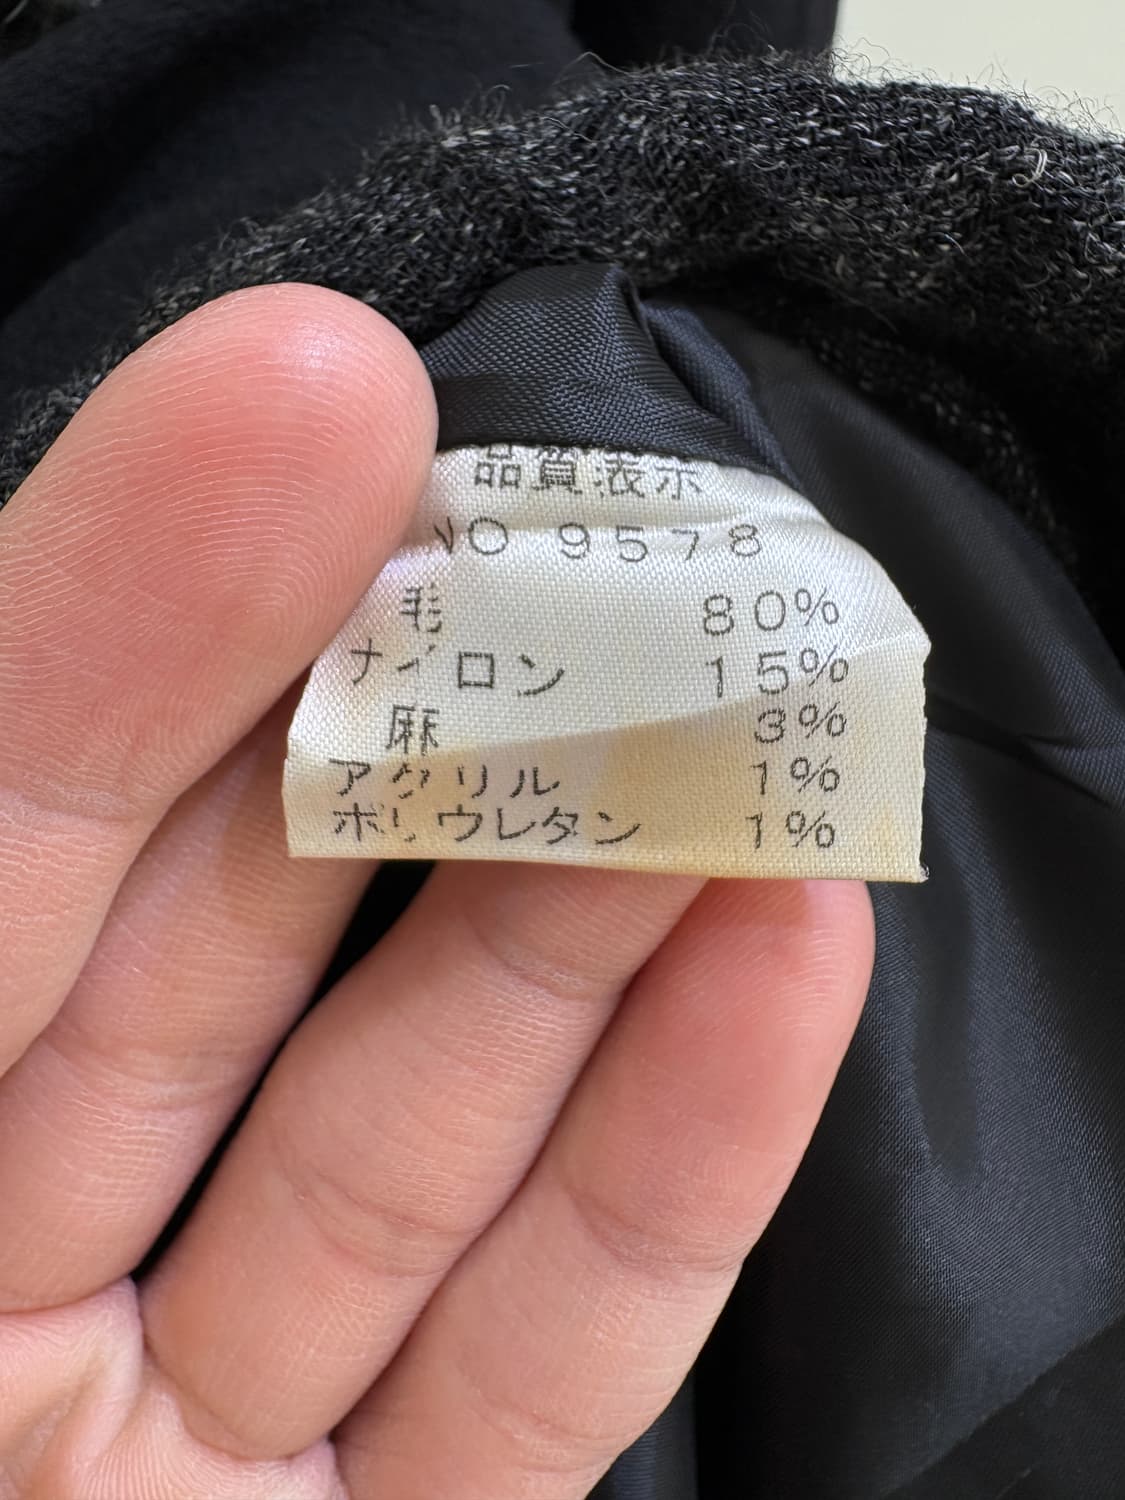 品質表示
NO 9578
毛 80%
ナイロン 15%
麻 3%
アクリル 1%
ポリウレタン 1%